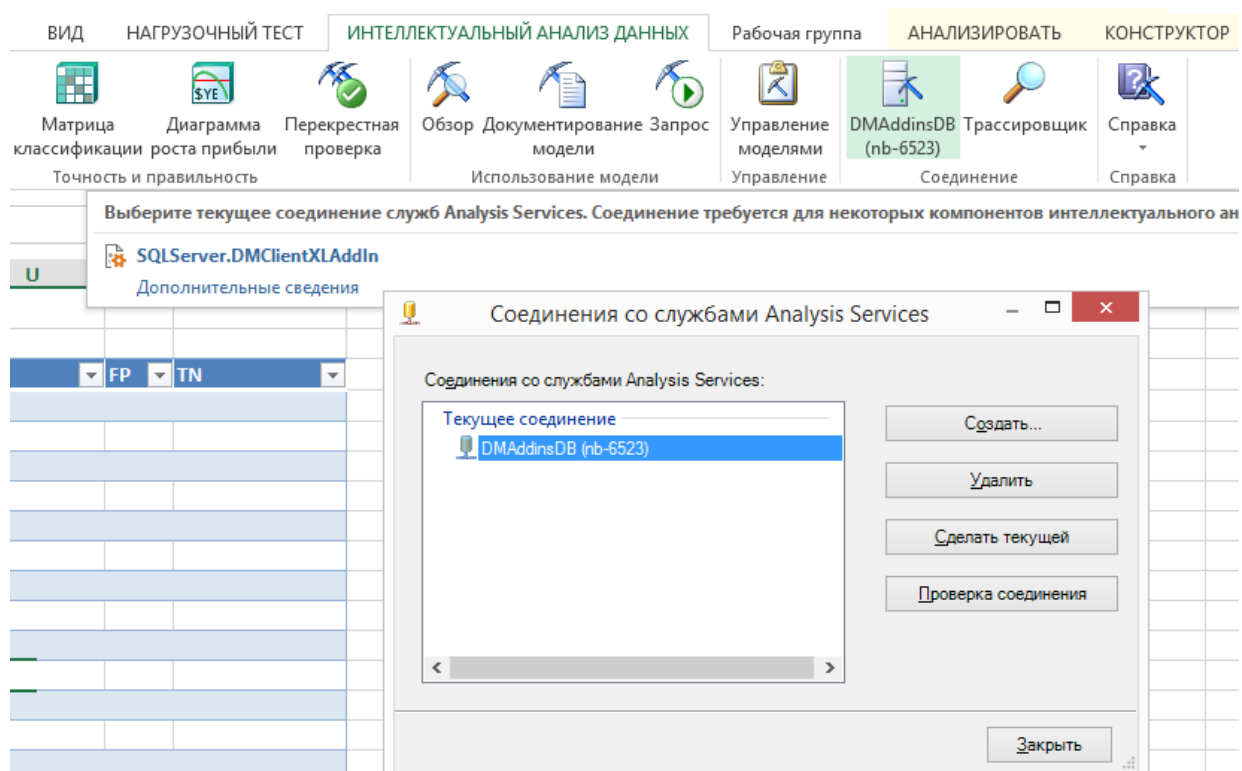 ВИД НАГРУЗОЧНЫЙ ТЕСТ ИНТЕЛЛЕКТУАЛЬНЫЙ АНАЛИЗ ДАННЫХ Рабочая группа АНАЛИЗИРОВАТЬ КОНСТРУКТОР
$YE
Матрица Диаграмма Перекрестная Обзор Документирование Запрос Управление DMAddinsDB Трассировщик Справка
классификации роста прибыли проверка модели моделями (nb-6523)
Точность и правильность Использование модели Управление Соединение Справка
Выберите текущее соединение служб Analysis Services. Соединение требуется для некоторых компонентов интеллектуального ан
SQLServer.DMClientXLAddIn
U
Дополнительные сведения
Соединения со службами Analysis Services
FP TN
Соединения со службами Analysis Services:
Текущее соединение
DMAddinsDB (nb-6523)
Создать...
Удалить
Сделать текущей
Проверка соединения
Закрыть